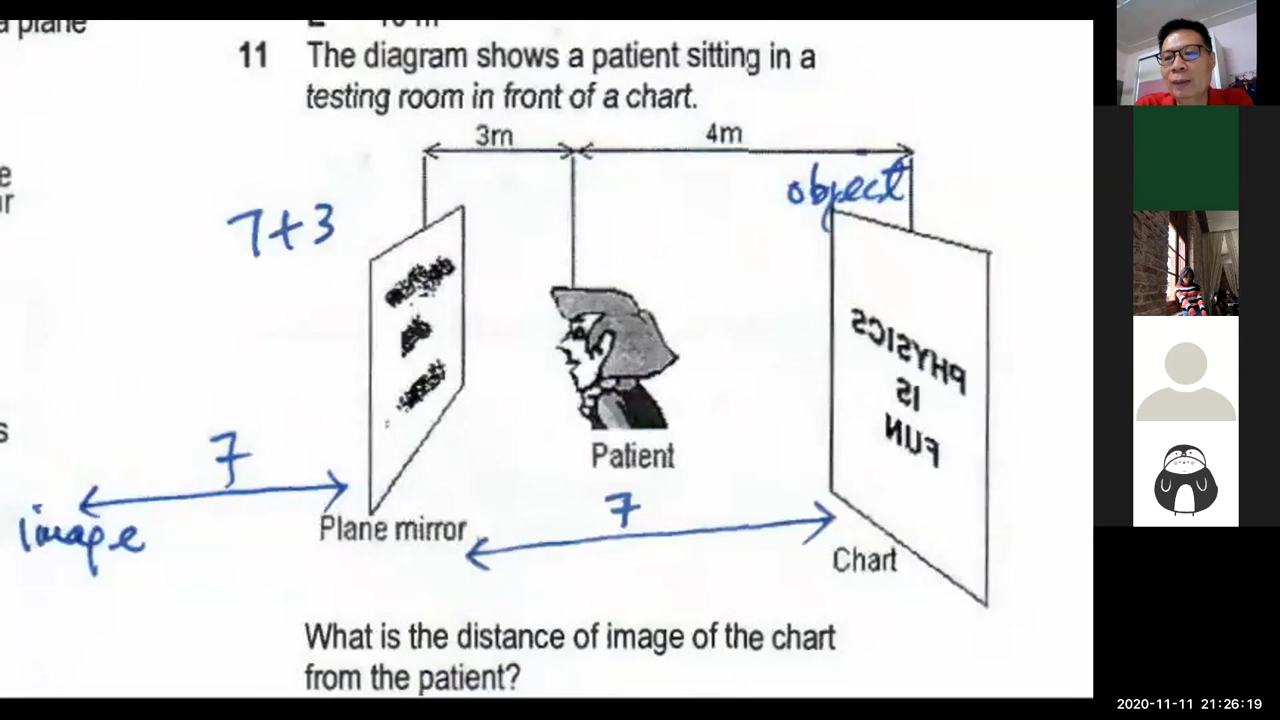 a plane
11 The diagram shows a patient sitting in a
testing room in front of a chart.
3m
4m
object
7+3
PHYSICS
IS
FUN
7
image
Patient
7
Plane mirror
Chart
What is the distance of image of the chart
from the patient?
2020-11-11 21:26:19